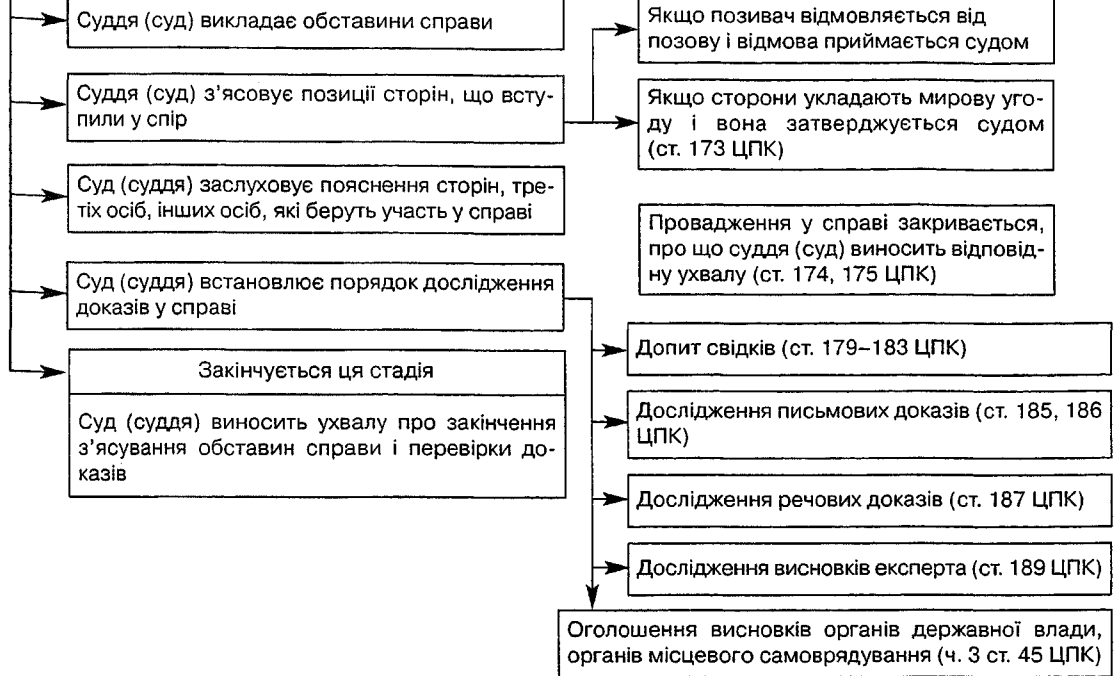 Суддя (суд) викладає обставини справи
Суддя (суд) з'ясовує позиції сторін, що всту-
пили у спір
Суд (суддя) заслуховує пояснення сторін, тре-
тіх осіб, інших осіб, які беруть участь у справі
Суд (суддя) встановлює порядок дослідження
доказів у справі
Закінчується ця стадія
Суд (суддя) виносить ухвалу про закінчення
з'ясування обставин справи і перевірки до-
казів
Якщо позивач відмовляється від
позову і відмова приймається судом
Якщо сторони укладають мирову уго-
ду і вона затверджується судом
(ст. 173 ЦПК)
Провадження у справі закривається,
про що суддя (суд) виносить відповід-
ну ухвалу (ст. 174, 175 ЦПК)
Допит свідків (ст. 179–183 ЦПК)
Дослідження письмових доказів (ст. 185, 186
ЦПК)
Дослідження речових доказів (ст. 187 ЦПК)
Дослідження висновків експерта (ст. 189 ЦПК)
Оголошення висновків органів державної влади,
органів місцевого самоврядування (ч. 3 ст. 45 ЦПК)